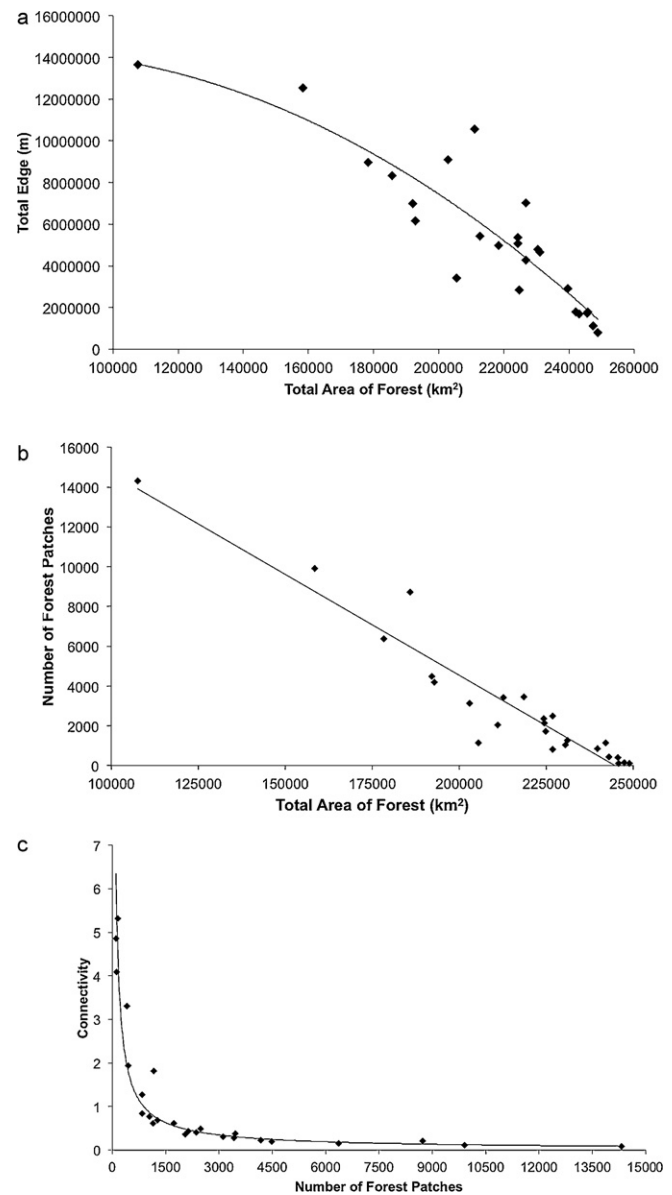 a
16000000
14000000
12000000
10000000
8000000
6000000
4000000
2000000
0
Total Edge (m)
100000 120000 140000 160000 180000 200000 220000 240000 260000
Total Area of Forest (km²)
b
16000
14000
12000
10000
8000
6000
4000
2000
0
Number of Forest Patches
100000 125000 150000 175000 200000 225000 250000
Total Area of Forest (km²)
c
7
6
5
4
3
2
1
0
Connectivity
0 1500 3000 4500 6000 7500 9000 10500 12000 13500 15000
Number of Forest Patches